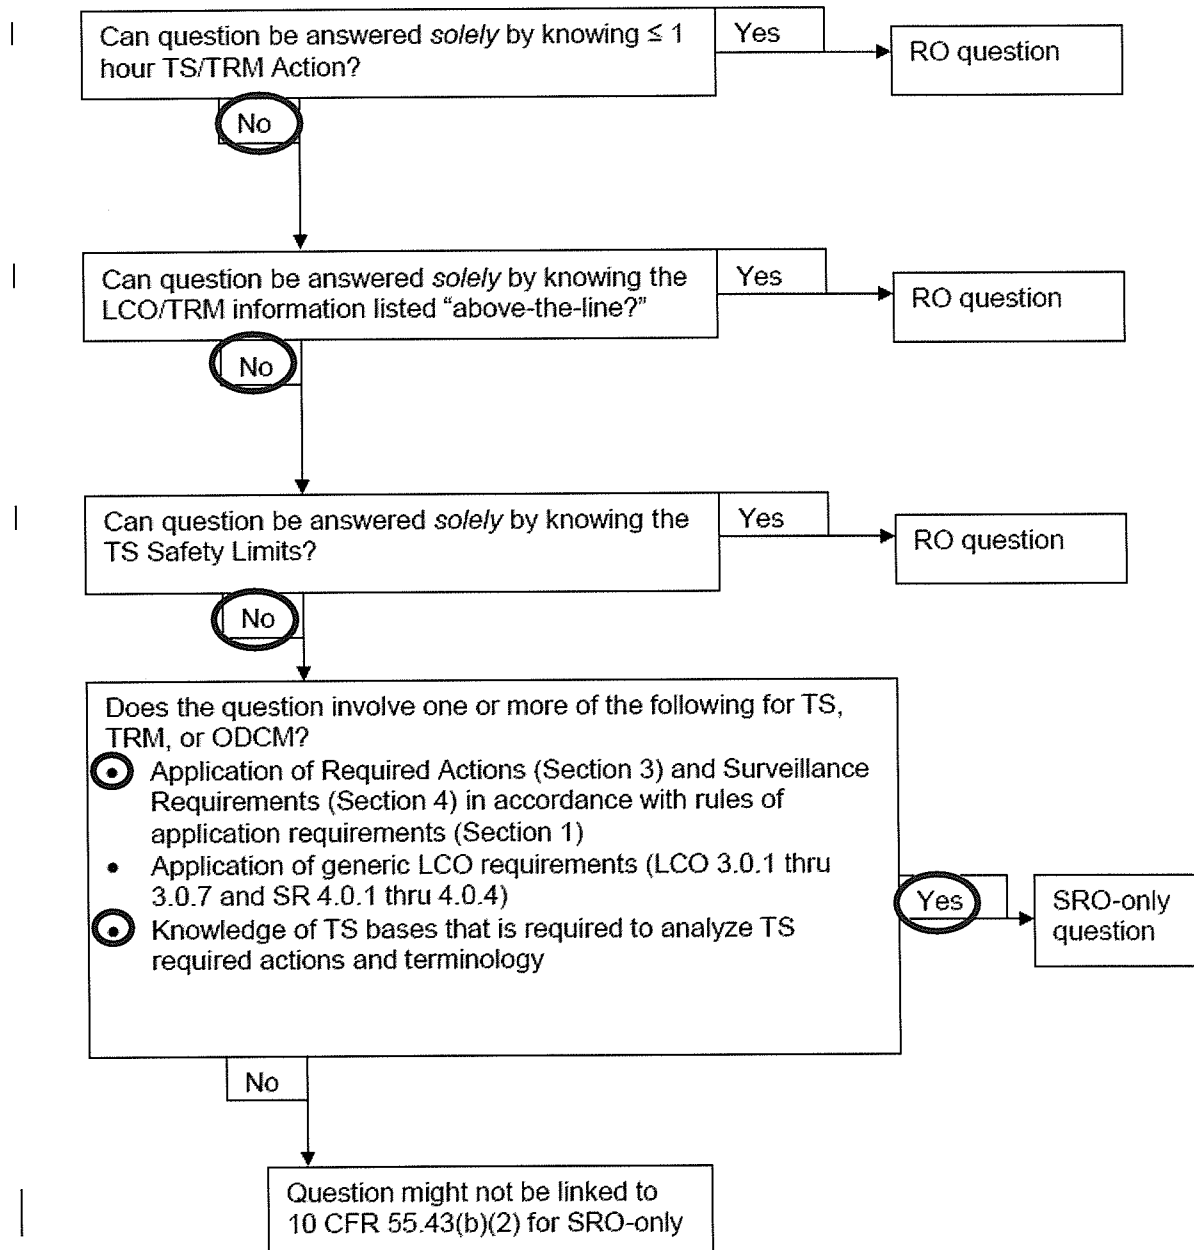 Can question be answered solely by knowing ≤ 1
hour TS/TRM Action?
Yes
RO question
No
Can question be answered solely by knowing the
LCO/TRM information listed “above-the-line?”
Yes
RO question
No
Can question be answered solely by knowing the
TS Safety Limits?
Yes
RO question
No
Does the question involve one or more of the following for TS,
TRM, or ODCM?
• Application of Required Actions (Section 3) and Surveillance
Requirements (Section 4) in accordance with rules of
application requirements (Section 1)
• Application of generic LCO requirements (LCO 3.0.1 thru
3.0.7 and SR 4.0.1 thru 4.0.4)
• Knowledge of TS bases that is required to analyze TS
required actions and terminology
Yes
SRO-only
question
No
Question might not be linked to
10 CFR 55.43(b)(2) for SRO-only